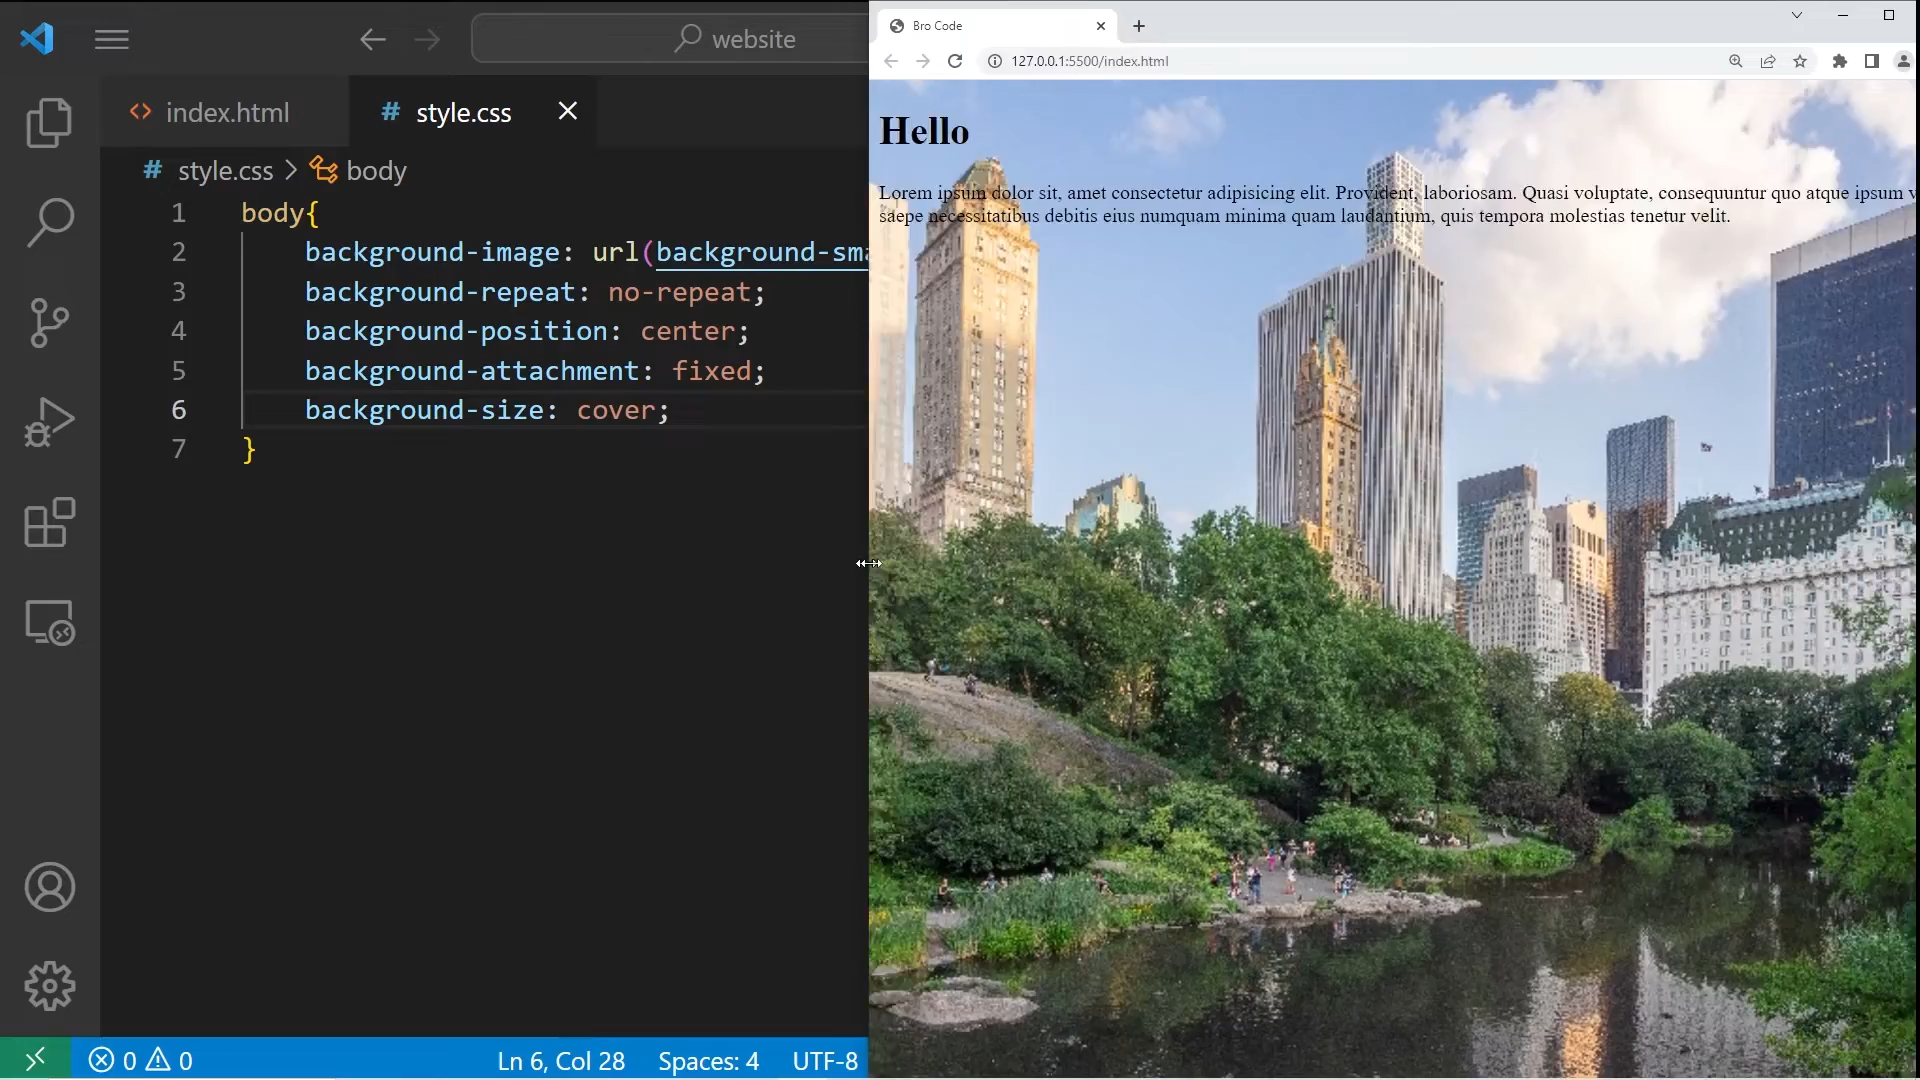 website
index.html
style.css
style.css > body
1 body{
2 background-image: url(background-sma
3 background-repeat: no-repeat;
4 background-position: center;
5 background-attachment: fixed;
6 background-size: cover;
7 }
0 0
Ln 6, Col 28
Spaces: 4
UTF-8
Bro Code
127.0.0.1:5500/index.html
Hello
Lorem ipsum dolor sit, amet consectetur adipisicing elit. Provident, laboriosam. Quasi voluptate, consequuntur quo atque ipsum v
saepe necessitatibus debitis eius numquam minima quam laudantium, quis tempora molestias tenetur velit.